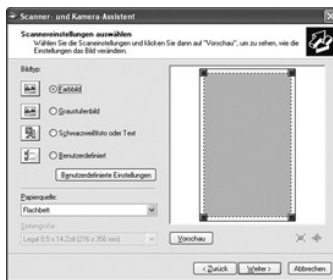 Scanner- und Kamera-Assistent
Scannereinstellungen auswählen
Wählen Sie die Scaneinstellungen und klicken Sie dann auf "Vorschau", um zu sehen, wie die
Einstellungen das Bild verändern.
Bildtyp:
Farbbild
Graustufenbild
Schwarzweißfoto oder Text
Benutzerdefiniert
Benutzerdefinierte Einstellungen
Papierquelle:
Flachbett
Seitengröße:
Legal 8.5 x 14 Zoll (216 x 356 mm)
Vorschau
< Zurück
Weiter >
Abbrechen